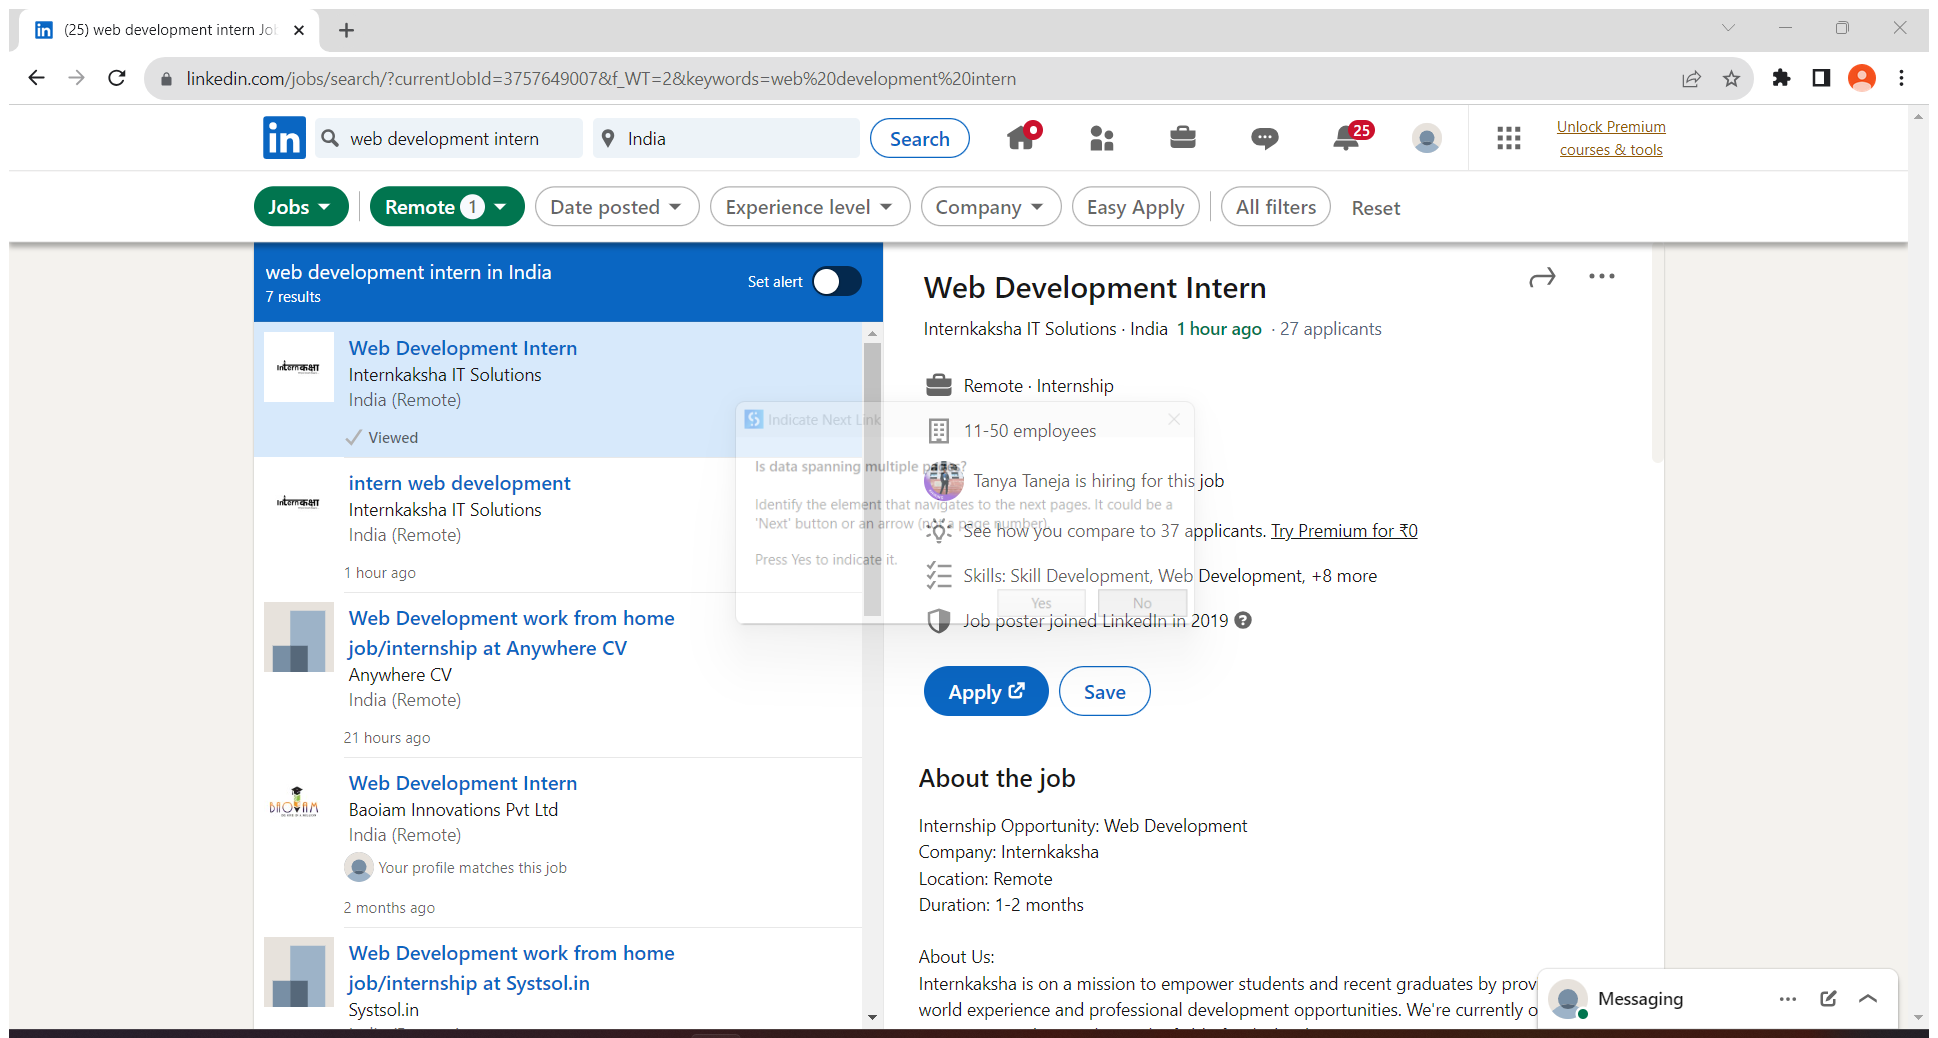 (25) web development intern Jo
linkedin.com/jobs/search/?currentJobId=3757649007&f_WT=2&keywords=web%20development%20intern
in
web development intern
India
Search
25
Unlock Premium
courses & tools
Jobs
Remote 1
Date posted
Experience level
Company
Easy Apply
All filters
Reset
web development intern in India
7 results
Set alert
Web Development Intern
Internkaksha IT Solutions
India (Remote)
Viewed
intern web development
Internkaksha IT Solutions
India (Remote)
1 hour ago
Web Development work from home
job/internship at Anywhere CV
Anywhere CV
India (Remote)
21 hours ago
BAOIAM
Web Development Intern
Baoiam Innovations Pvt Ltd
India (Remote)
Your profile matches this job
2 months ago
Web Development work from home
job/internship at Systsol.in
Systsol.in
Web Development Intern
Internkaksha IT Solutions · India 1 hour ago · 27 applicants
Remote · Internship
11-50 employees
Tanya Taneja is hiring for this job
See how you compare to 37 applicants. Try Premium for ₹0
Skills: Skill Development, Web Development, +8 more
Job poster joined LinkedIn in 2019
Apply
Save
About the job
Internship Opportunity: Web Development
Company: Internkaksha
Location: Remote
Duration: 1-2 months
About Us:
Internkaksha is on a mission to empower students and recent graduates by prov
world experience and professional development opportunities. We're currently o
Indicate Next Link
Is data spanning multiple pages?
Identify the element that navigates to the next pages. It could be a
'Next' button or an arrow (not a page number).
Press Yes to indicate it.
Yes
No
Messaging